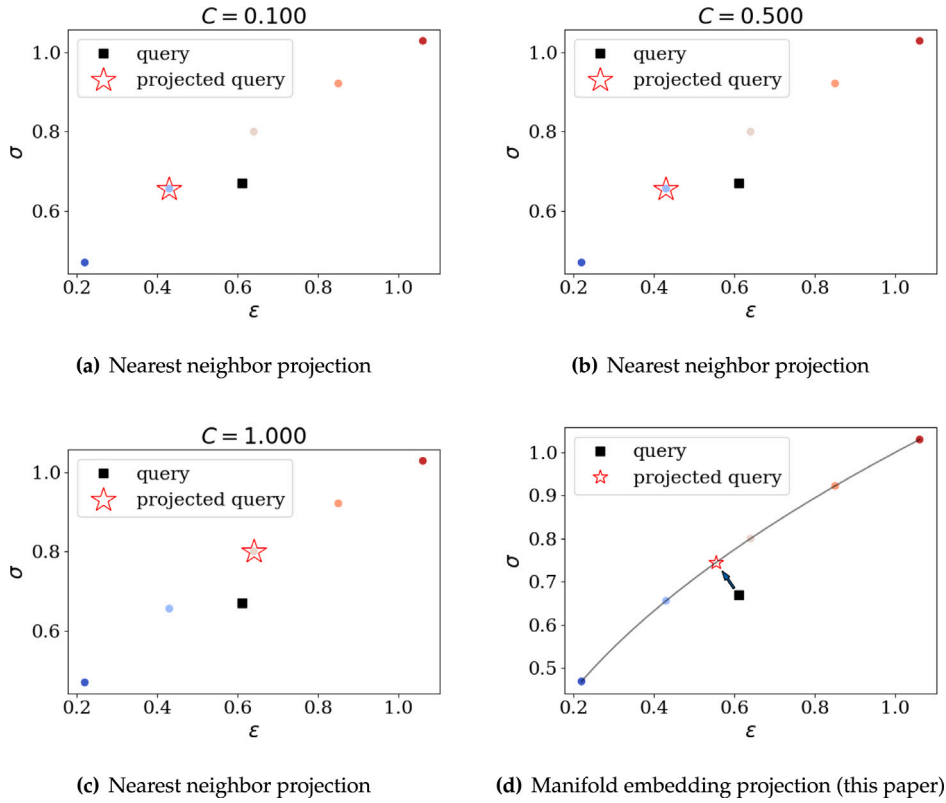 C = 0.100
query
projected query
1.0
0.8
0.6
σ
0.2 0.4 0.6 0.8 1.0
ε
(a) Nearest neighbor projection
C = 0.500
query
projected query
1.0
0.8
0.6
σ
0.2 0.4 0.6 0.8 1.0
ε
(b) Nearest neighbor projection
C = 1.000
query
projected query
1.0
0.8
0.6
σ
0.2 0.4 0.6 0.8 1.0
ε
(c) Nearest neighbor projection
query
projected query
1.0
0.9
0.8
0.7
0.6
0.5
σ
0.2 0.4 0.6 0.8 1.0
ε
(d) Manifold embedding projection (this paper)